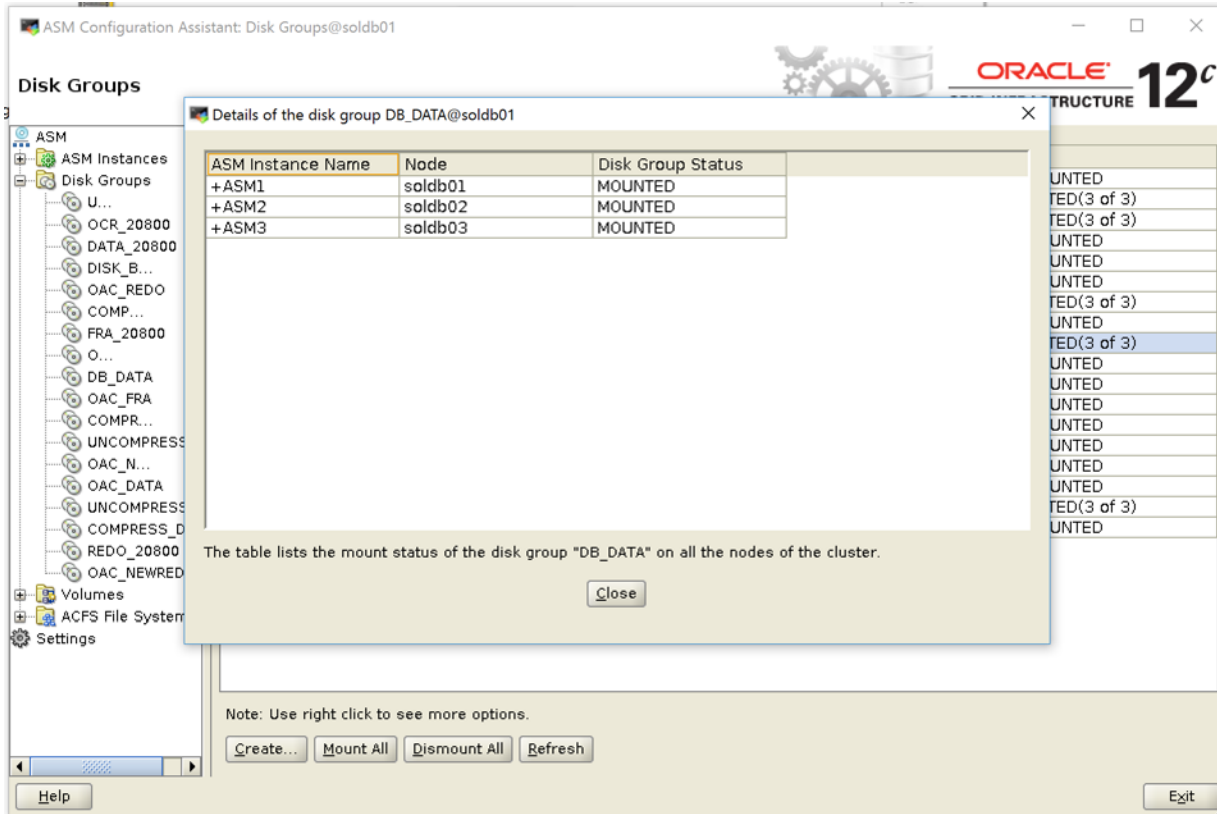 ASM Configuration Assistant: Disk Groups@soldb01
Disk Groups
ORACLE
12c
TRUCTURE
Details of the disk group DB_DATA@soldb01
ASM Instance Name Node Disk Group Status
+ASM1 soldb01 MOUNTED
+ASM2 soldb02 MOUNTED
+ASM3 soldb03 MOUNTED
The table lists the mount status of the disk group "DB_DATA" on all the nodes of the cluster.
Close
ASM
ASM Instances
Disk Groups
U...
OCR_20800
DATA_20800
DISK_B...
OAC_REDO
COMP...
FRA_20800
O...
DB_DATA
OAC_FRA
COMPR...
UNCOMPRESS
OAC_N...
OAC_DATA
UNCOMPRESS
COMPRESS_D
REDO_20800
OAC_NEWRED
Volumes
ACFS File System
Settings
UNTED
TED(3 of 3)
TED(3 of 3)
UNTED
UNTED
UNTED
TED(3 of 3)
UNTED
TED(3 of 3)
UNTED
UNTED
UNTED
UNTED
UNTED
UNTED
UNTED
TED(3 of 3)
UNTED
Note: Use right click to see more options.
Create... Mount All Dismount All Refresh
Help Exit